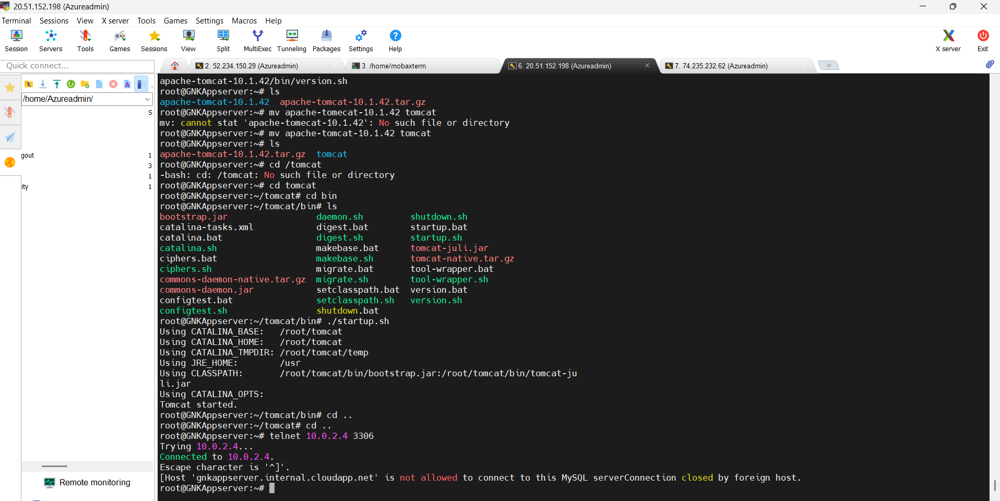 20.51.152.198 (Azureadmin)
Terminal Sessions View X server Tools Games Settings Macros Help
Session Servers Tools Games Sessions View Split MultiExec Tunneling Packages Settings Help X server Exit
Quick connect...
2. 52.234.150.29 (Azureadmin)
3. /home/mobaxterm
6. 20.51.152.198 (Azureadmin)
7. 74.235.232.62 (Azureadmin)
/home/Azureadmin/
S
gout 1
3
1
ity 1
Remote monitoring
apache-tomcat-10.1.42/bin/version.sh
root@GNKAppserver:~# ls
apache-tomcat-10.1.42  apache-tomcat-10.1.42.tar.gz
root@GNKAppserver:~# mv apache-tomecat-10.1.42 tomcat
mv: cannot stat 'apache-tomecat-10.1.42': No such file or directory
root@GNKAppserver:~# mv apache-tomcat-10.1.42 tomcat
root@GNKAppserver:~# ls
apache-tomcat-10.1.42.tar.gz  tomcat
root@GNKAppserver:~# cd /tomcat
-bash: cd: /tomcat: No such file or directory
root@GNKAppserver:~# cd tomcat
root@GNKAppserver:~/tomcat# cd bin
root@GNKAppserver:~/tomcat/bin# ls
bootstrap.jar                 daemon.sh         shutdown.sh
catalina-tasks.xml            digest.bat        startup.bat
catalina.bat                  digest.sh         startup.sh
catalina.sh                   makebase.bat      tomcat-juli.jar
ciphers.bat                   makebase.sh       tomcat-native.tar.gz
ciphers.sh                    migrate.bat       tool-wrapper.bat
commons-daemon-native.tar.gz  migrate.sh        tool-wrapper.sh
commons-daemon.jar            setclasspath.bat  version.bat
configtest.bat                setclasspath.sh   version.sh
configtest.sh                 shutdown.bat
root@GNKAppserver:~/tomcat/bin# ./startup.sh
Using CATALINA_BASE:   /root/tomcat
Using CATALINA_HOME:   /root/tomcat
Using CATALINA_TMPDIR: /root/tomcat/temp
Using JRE_HOME:        /usr
Using CLASSPATH:       /root/tomcat/bin/bootstrap.jar:/root/tomcat/bin/tomcat-ju
li.jar
Using CATALINA_OPTS:
Tomcat started.
root@GNKAppserver:~/tomcat/bin# cd ..
root@GNKAppserver:~/tomcat# cd ..
root@GNKAppserver:~# telnet 10.0.2.4 3306
Trying 10.0.2.4...
Connected to 10.0.2.4.
Escape character is '^]'.
[Host 'gnkappserver.internal.cloudapp.net' is not allowed to connect to this MySQL serverConnection closed by foreign host.
root@GNKAppserver:~#